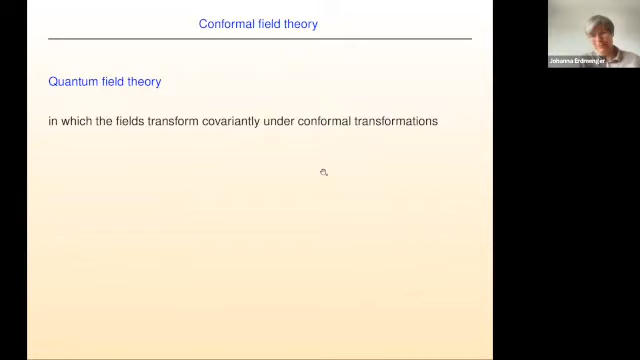 Conformal field theory
Johanna Erdmenger
Quantum field theory
in which the fields transform covariantly under conformal transformations